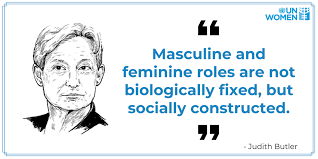 UN
WOMEN
“
Masculine and
feminine roles are not
biologically fixed, but
socially constructed.
”
- Judith Butler